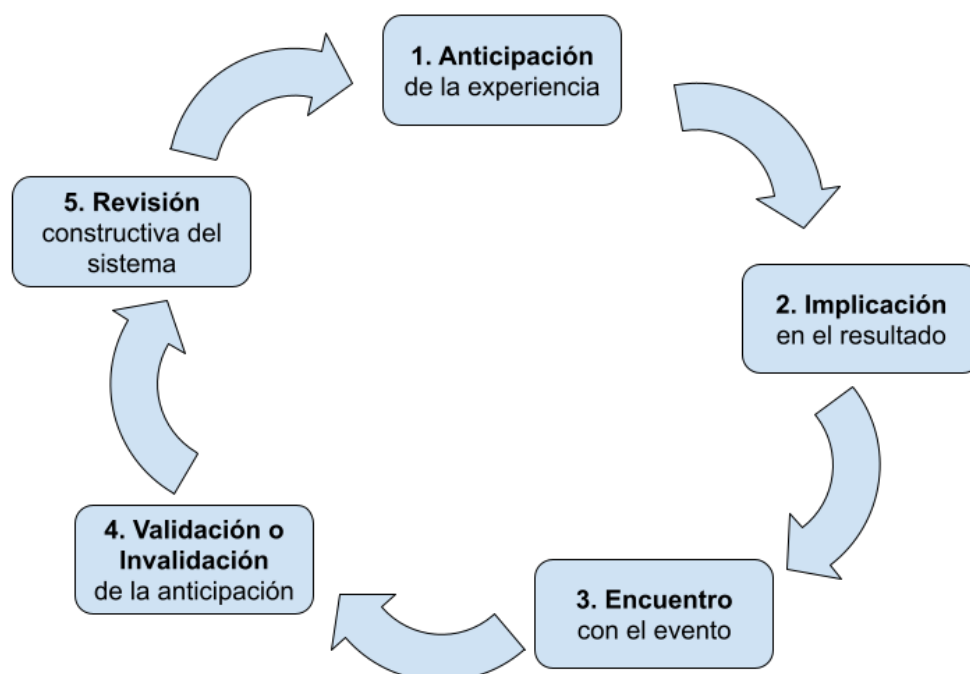 1. Anticipación
de la experiencia
2. Implicación
en el resultado
3. Encuentro
con el evento
4. Validación o
Invalidación
de la anticipación
5. Revisión
constructiva del
sistema